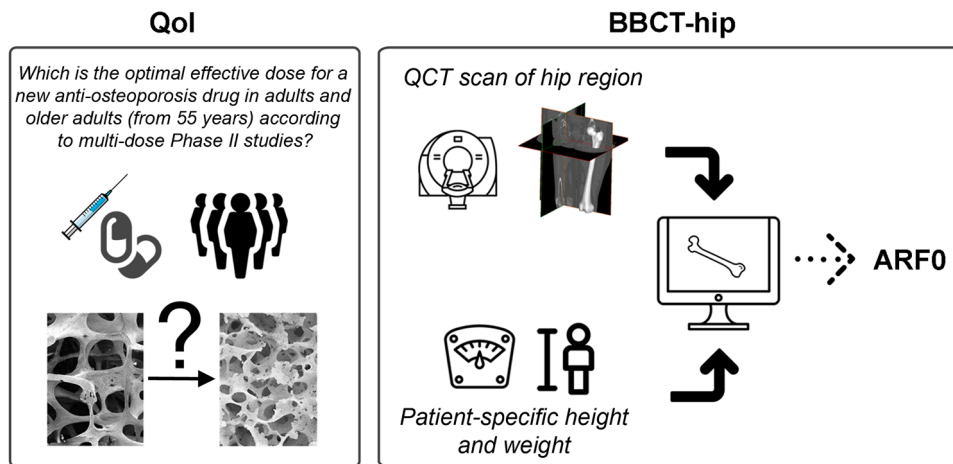 QoI
Which is the optimal effective dose for a
new anti-osteoporosis drug in adults and
older adults (from 55 years) according
to multi-dose Phase II studies?
?
BBCT-hip
QCT scan of hip region
Patient-specific height
and weight
ARF0